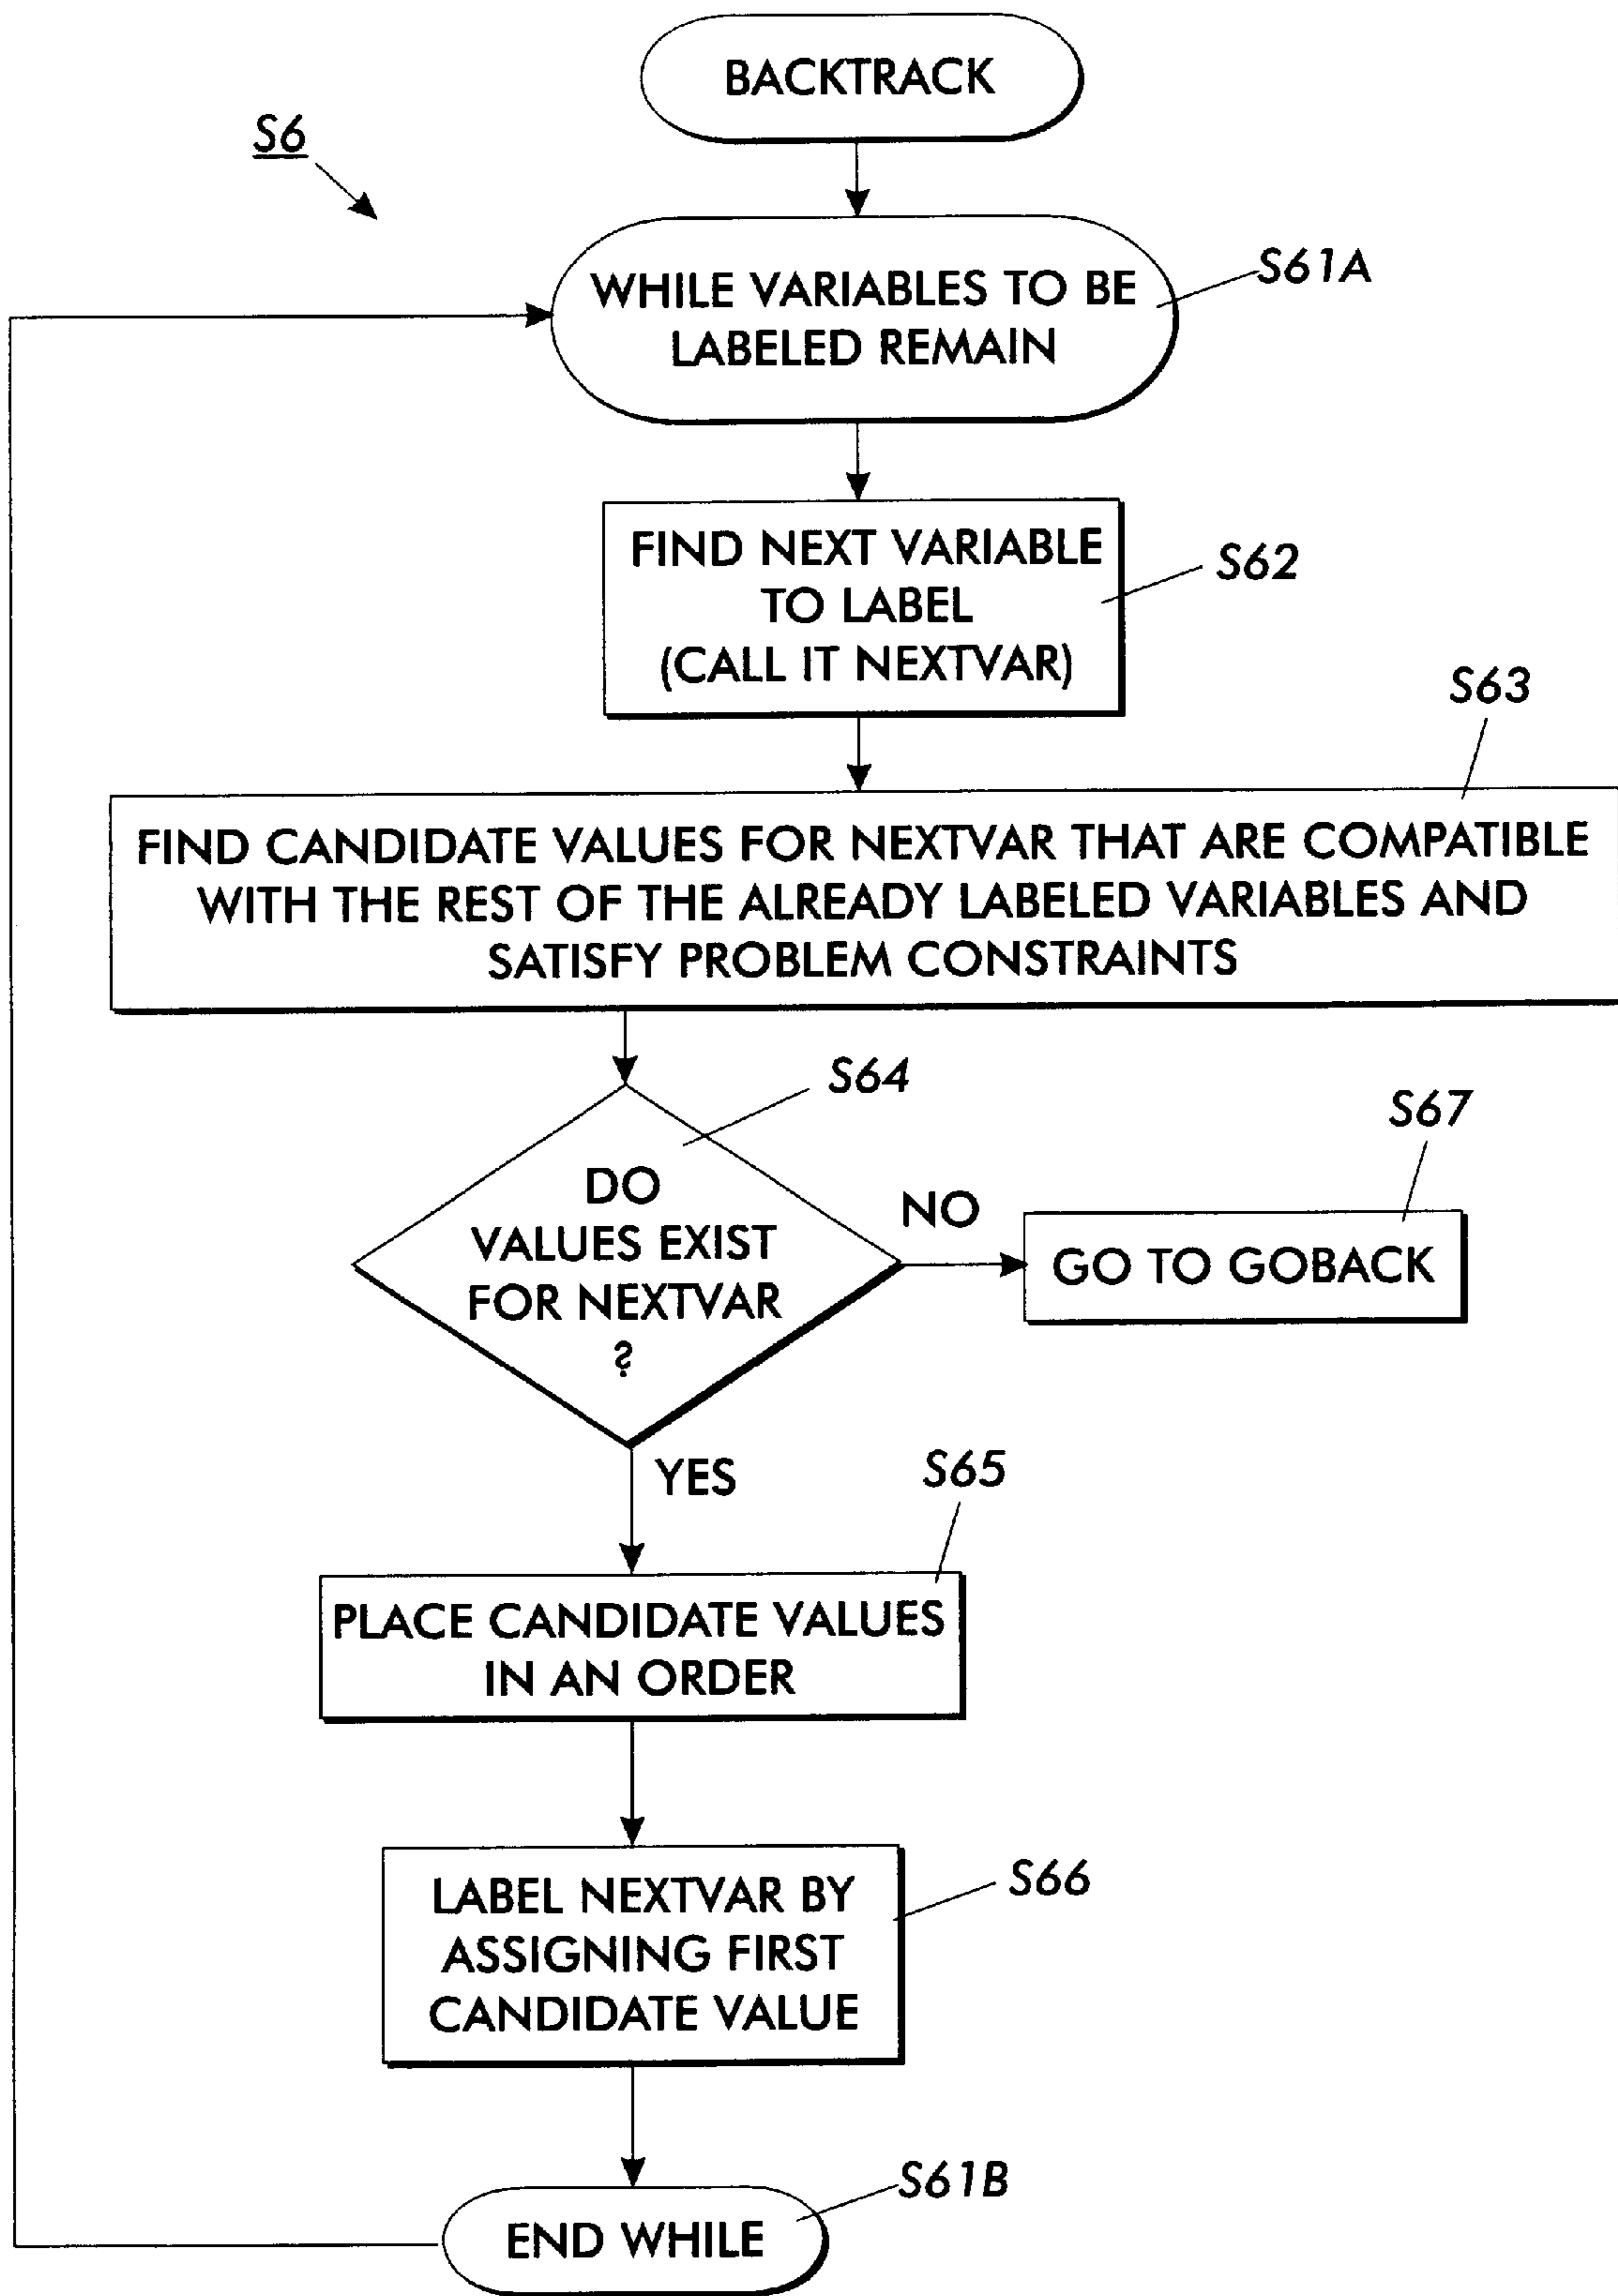 BACKTRACK
S6
WHILE VARIABLES TO BE
LABELED REMAIN
S61A
FIND NEXT VARIABLE
TO LABEL
(CALL IT NEXTVAR)
S62
S63
FIND CANDIDATE VALUES FOR NEXTVAR THAT ARE COMPATIBLE
WITH THE REST OF THE ALREADY LABELED VARIABLES AND
SATISFY PROBLEM CONSTRAINTS
S64
DO
VALUES EXIST
FOR NEXTVAR
?
NO
S67
GO TO GOBACK
YES
S65
PLACE CANDIDATE VALUES
IN AN ORDER
S66
LABEL NEXTVAR BY
ASSIGNING FIRST
CANDIDATE VALUE
S61B
END WHILE